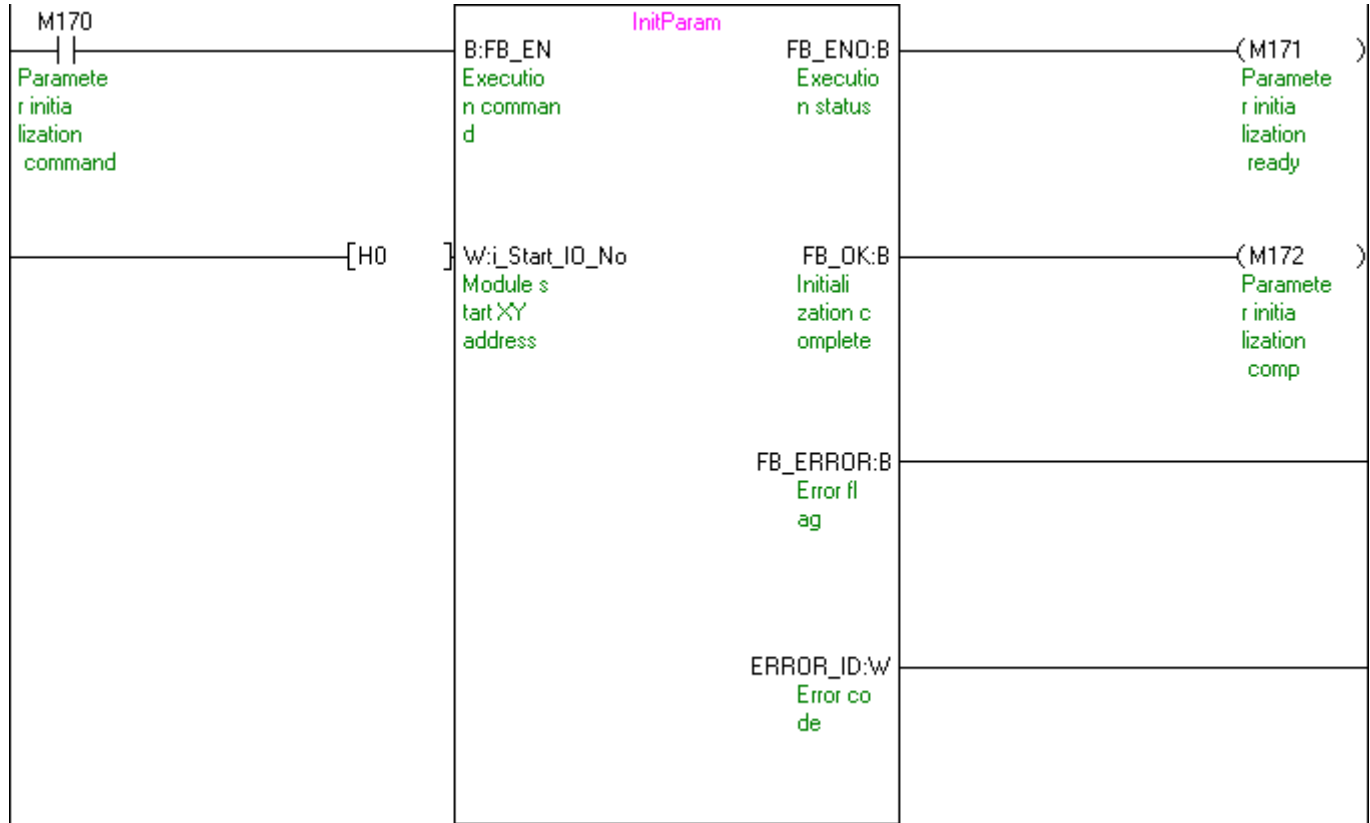 M170
InitParam
B:FB_EN
FB_ENO:B
(M171 )
Paramete
r initia
lization
command
Executio
n comman
d
Executio
n status
Paramete
r initia
lization
ready
[H0 ]
W:i_Start_IO_No
FB_OK:B
(M172 )
Module s
tart XY
address
Initiali
zation c
omplete
Paramete
r initia
lization
comp
FB_ERROR:B
Error fl
ag
ERROR_ID:W
Error co
de